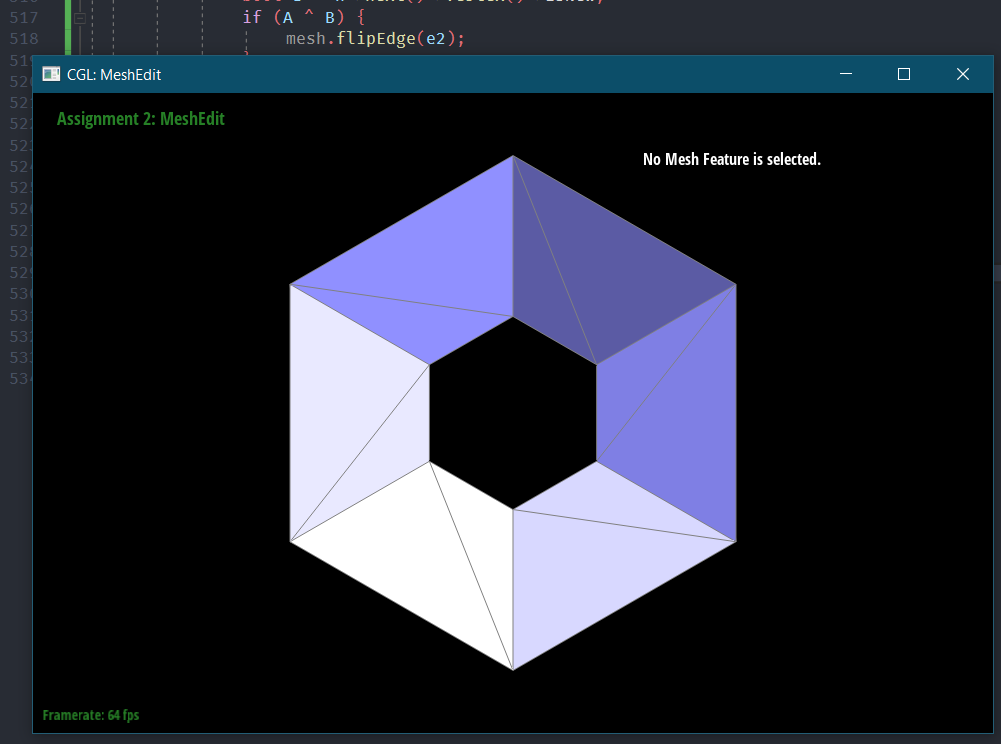 517 if (A ^ B) {
518 mesh.flipEdge(e2);
CGL: MeshEdit
Assignment 2: MeshEdit
No Mesh Feature is selected.
Framerate: 64 fps